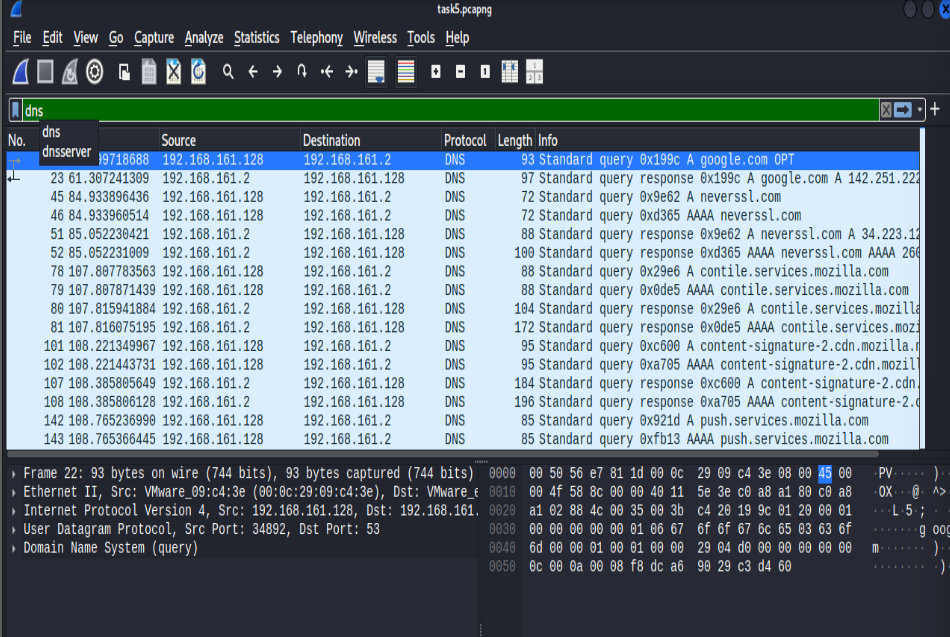 task5.pcapng
File Edit View Go Capture Analyze Statistics Telephony Wireless Tools Help
dns
dns
dnsserver
No. Source Destination Protocol Length Info
99718688 192.168.161.128 192.168.161.2 DNS 93 Standard query 0x199c A google.com OPT
23 61.307241309 192.168.161.2 192.168.161.128 DNS 97 Standard query response 0x199c A google.com A 142.251.222
45 84.933896436 192.168.161.128 192.168.161.2 DNS 72 Standard query 0x9e62 A neverssl.com
46 84.933960514 192.168.161.128 192.168.161.2 DNS 72 Standard query 0xd365 AAAA neverssl.com
51 85.052230421 192.168.161.2 192.168.161.128 DNS 88 Standard query response 0x9e62 A neverssl.com A 34.223.12
52 85.052231009 192.168.161.2 192.168.161.128 DNS 100 Standard query response 0xd365 AAAA neverssl.com AAAA 260
78 107.807783563 192.168.161.128 192.168.161.2 DNS 88 Standard query 0x29e6 A contile.services.mozilla.com
79 107.807871439 192.168.161.128 192.168.161.2 DNS 88 Standard query 0x0de5 AAAA contile.services.mozilla.com
80 107.815941884 192.168.161.2 192.168.161.128 DNS 104 Standard query response 0x29e6 A contile.services.mozilla
81 107.816075195 192.168.161.2 192.168.161.128 DNS 172 Standard query response 0x0de5 AAAA contile.services.mozi
101 108.221349967 192.168.161.128 192.168.161.2 DNS 95 Standard query 0xc600 A content-signature-2.cdn.mozilla.n
102 108.221443731 192.168.161.128 192.168.161.2 DNS 95 Standard query 0xa705 AAAA content-signature-2.cdn.mozill
107 108.385805649 192.168.161.2 192.168.161.128 DNS 184 Standard query response 0xc600 A content-signature-2.cdn.
108 108.385806128 192.168.161.2 192.168.161.128 DNS 196 Standard query response 0xa705 AAAA content-signature-2.c
142 108.765236990 192.168.161.128 192.168.161.2 DNS 85 Standard query 0x921d A push.services.mozilla.com
143 108.765366445 192.168.161.128 192.168.161.2 DNS 85 Standard query 0xfb13 AAAA push.services.mozilla.com
Frame 22: 93 bytes on wire (744 bits), 93 bytes captured (744 bits)
Ethernet II, Src: VMware_09:c4:3e (00:0c:29:09:c4:3e), Dst: VMware_e
Internet Protocol Version 4, Src: 192.168.161.128, Dst: 192.168.161.
User Datagram Protocol, Src Port: 34892, Dst Port: 53
Domain Name System (query)
0000 00 50 56 e7 81 1d 00 0c 29 09 c4 3e 08 00 45 00 ·PV····· )·
0010 00 4f 58 8c 00 00 40 11 5e 3e c0 a8 a1 80 c0 a8 ·OX···@· ^>
0020 a1 02 88 4c 00 35 00 3b c4 20 19 9c 01 20 00 01 ···L·5·;
0030 00 00 00 00 00 01 06 67 6f 6f 67 6c 65 03 63 6f ·······g oog
0040 6d 00 00 01 00 01 00 00 29 04 d0 00 00 00 00 00 m······· )·
0050 0c 00 0a 00 08 f8 dc a6 90 29 c3 d4 60 ········ ·)